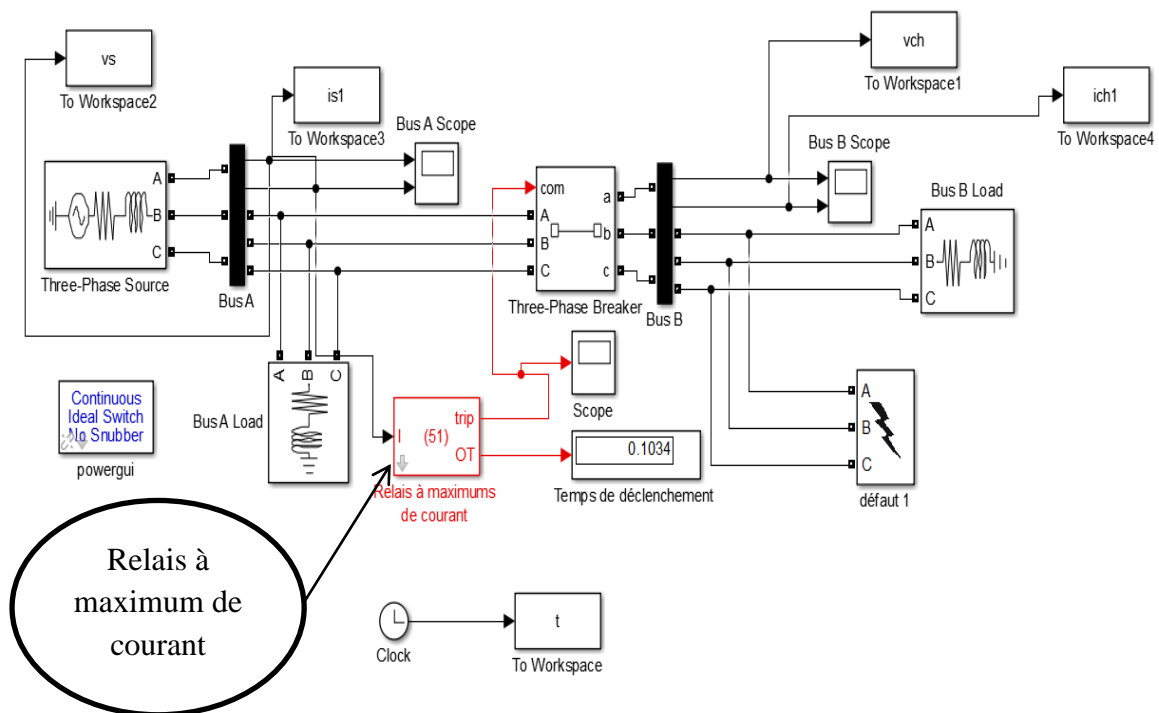 vs
To Workspace2
is1
To Workspace3
Bus A Scope
vch
To Workspace1
ich1
To Workspace4
Bus B Scope
A
B
C
Three-Phase Source
Bus A
com
A
B
C
a
b
c
Three-Phase Breaker
Bus B
Bus B Load
A
B
C
A
B
C
Bus A Load
Continuous
Ideal Switch
No Snubber
powergui
I
(51)
trip
OT
Relais à maximums
de courant
Scope
0.1034
Temps de déclenchement
A
B
C
défaut 1
Relais à
maximum de
courant
Clock
t
To Workspace